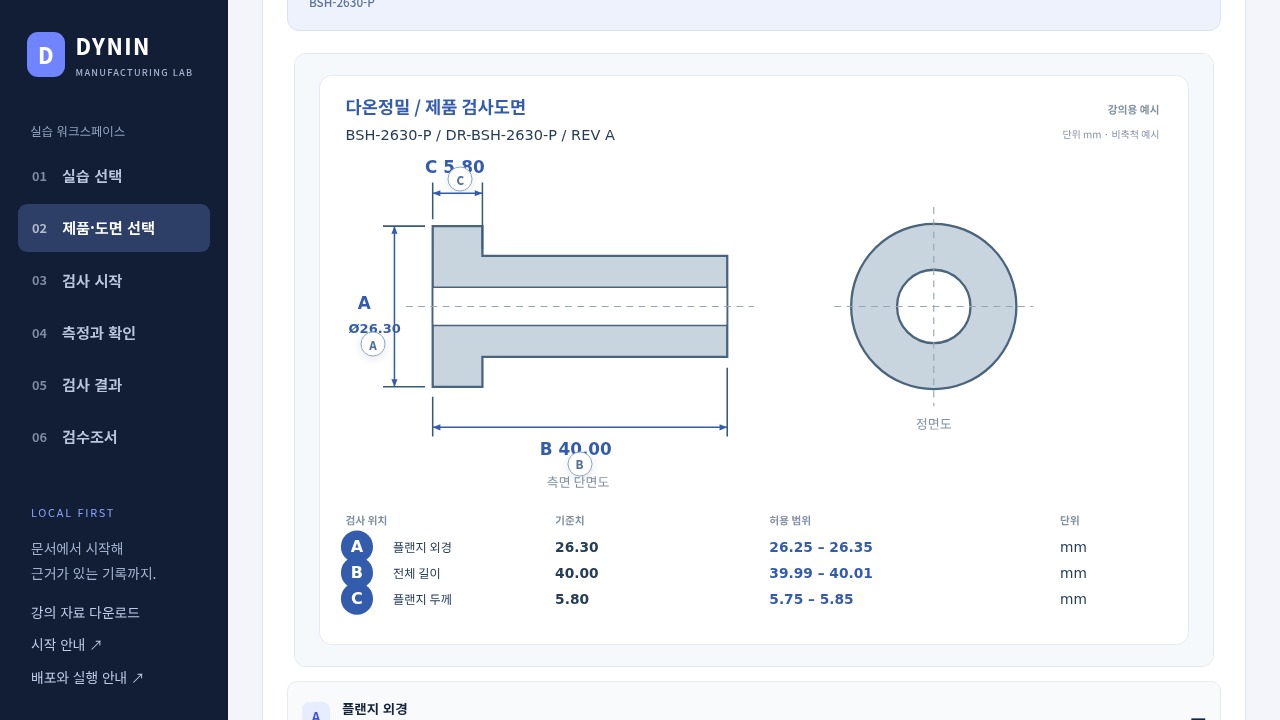 D DYNIN
MANUFACTURING LAB
실습 워크스페이스
01 실습 선택
02 제품·도면 선택
03 검사 시작
04 측정과 확인
05 검사 결과
06 검수조서
LOCAL FIRST
문서에서 시작해
근거가 있는 기록까지.
강의 자료 다운로드
시작 안내 ↗
배포와 실행 안내 ↗
BSH-2630-P
다온정밀 / 제품 검사도면
강의용 예시
BSH-2630-P / DR-BSH-2630-P / REV A
단위 mm · 비축척 예시
C 5.80
C
A
Ø26.30
A
B 40.00
B
측면 단면도
정면도
검사 위치 기준치 허용 범위 단위
A 플랜지 외경 26.30 26.25 – 26.35 mm
B 전체 길이 40.00 39.99 – 40.01 mm
C 플랜지 두께 5.80 5.75 – 5.85 mm
A 플랜지 외경